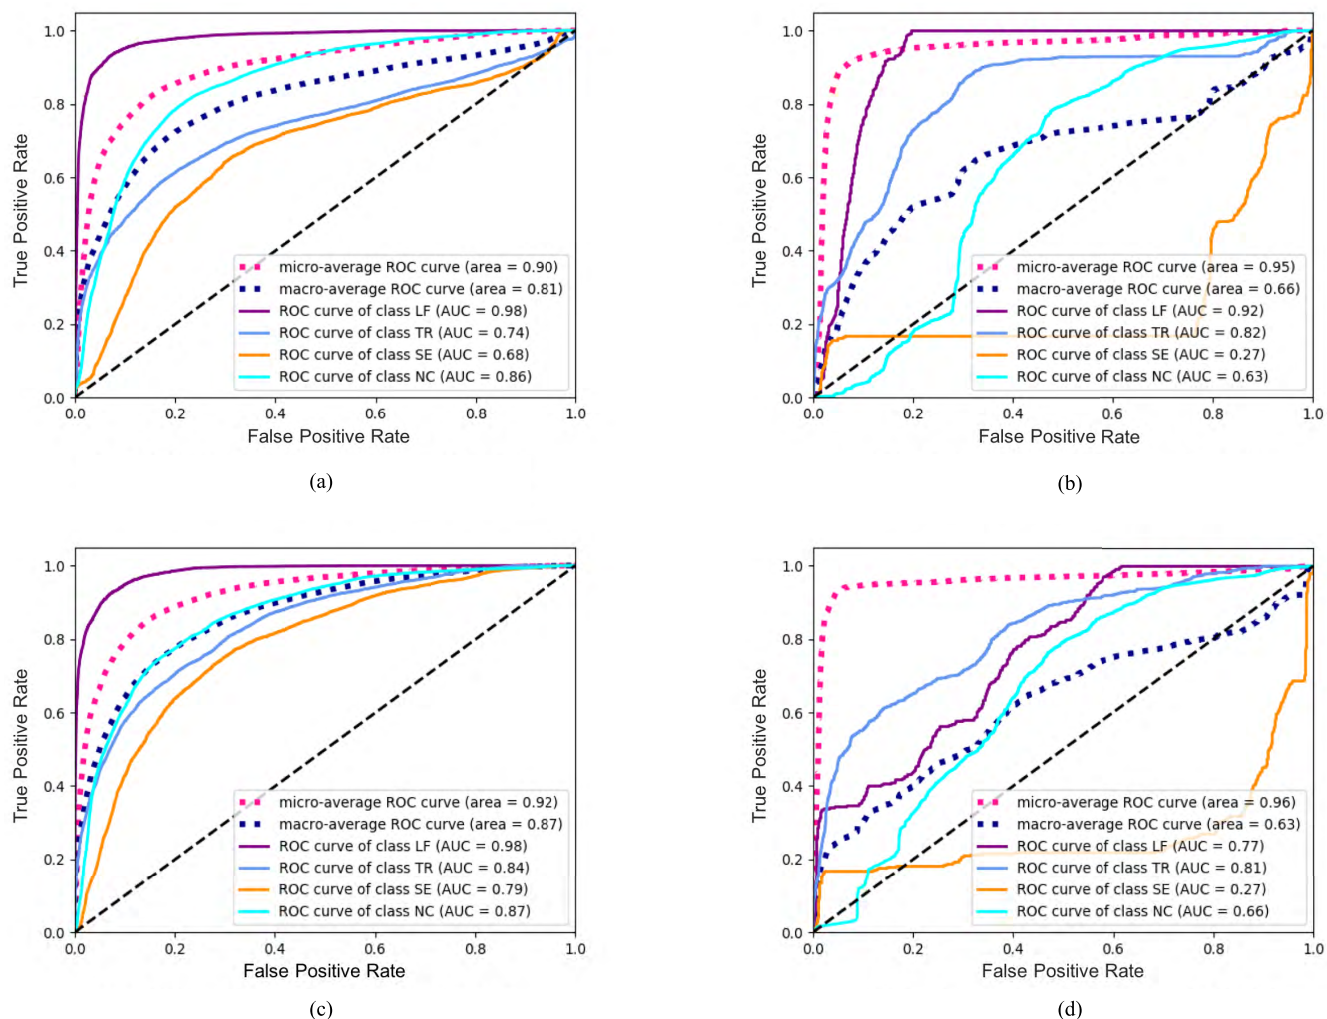 1.0
0.8
0.6
0.4
0.2
0.0
True Positive Rate
micro-average ROC curve (area = 0.90)
macro-average ROC curve (area = 0.81)
ROC curve of class LF (AUC = 0.98)
ROC curve of class TR (AUC = 0.74)
ROC curve of class SE (AUC = 0.68)
ROC curve of class NC (AUC = 0.86)
0.0 0.2 0.4 0.6 0.8 1.0
False Positive Rate
(a)
1.0
0.8
0.6
0.4
0.2
0.0
True Positive Rate
micro-average ROC curve (area = 0.95)
macro-average ROC curve (area = 0.66)
ROC curve of class LF (AUC = 0.92)
ROC curve of class TR (AUC = 0.82)
ROC curve of class SE (AUC = 0.27)
ROC curve of class NC (AUC = 0.63)
0.0 0.2 0.4 0.6 0.8 1.0
False Positive Rate
(b)
1.0
0.8
0.6
0.4
0.2
0.0
True Positive Rate
micro-average ROC curve (area = 0.92)
macro-average ROC curve (area = 0.87)
ROC curve of class LF (AUC = 0.98)
ROC curve of class TR (AUC = 0.84)
ROC curve of class SE (AUC = 0.79)
ROC curve of class NC (AUC = 0.87)
0.0 0.2 0.4 0.6 0.8 1.0
False Positive Rate
(c)
1.0
0.8
0.6
0.4
0.2
0.0
True Positive Rate
micro-average ROC curve (area = 0.96)
macro-average ROC curve (area = 0.63)
ROC curve of class LF (AUC = 0.77)
ROC curve of class TR (AUC = 0.81)
ROC curve of class SE (AUC = 0.27)
ROC curve of class NC (AUC = 0.66)
0.0 0.2 0.4 0.6 0.8 1.0
False Positive Rate
(d)